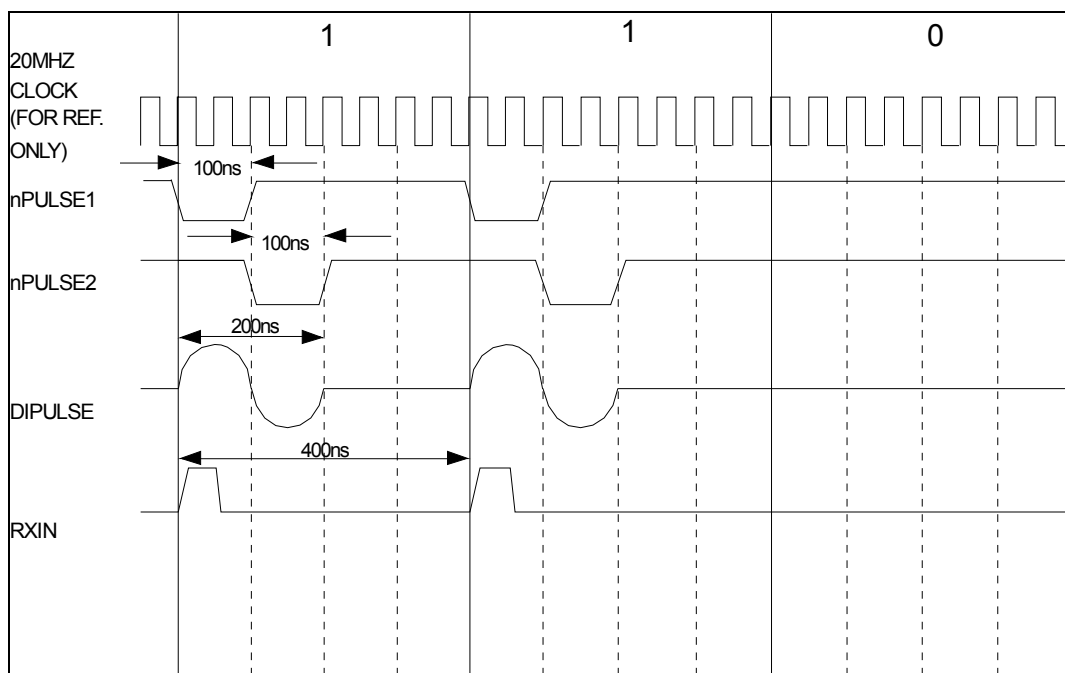 1 1 0
20MHZ
CLOCK
(FOR REF.
ONLY)
100ns
nPULSE1
100ns
nPULSE2
200ns
DIPULSE
400ns
RXIN